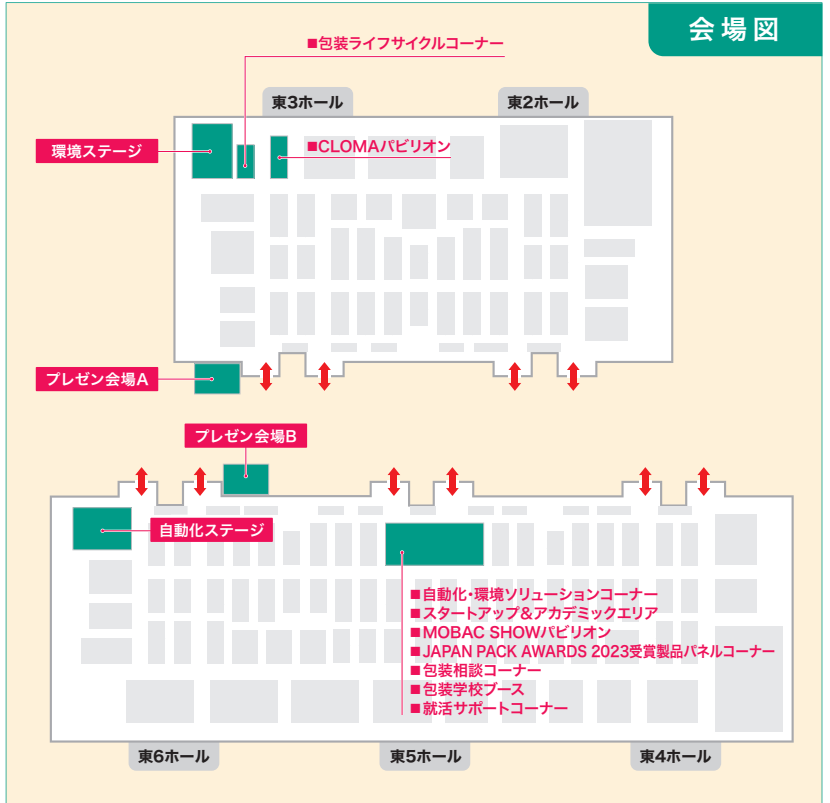 会場図
■包装ライフサイクルコーナー
東3ホール
東2ホール
環境ステージ
■CLOMAパビリオン
プレゼン会場A
プレゼン会場B
自動化ステージ
■自動化・環境ソリューションコーナー
■スタートアップ&アカデミックエリア
■MOBAC SHOWパビリオン
■JAPAN PACK AWARDS 2023受賞製品パネルコーナー
■包装相談コーナー
■包装学校ブース
■就活サポートコーナー
東6ホール
東5ホール
東4ホール